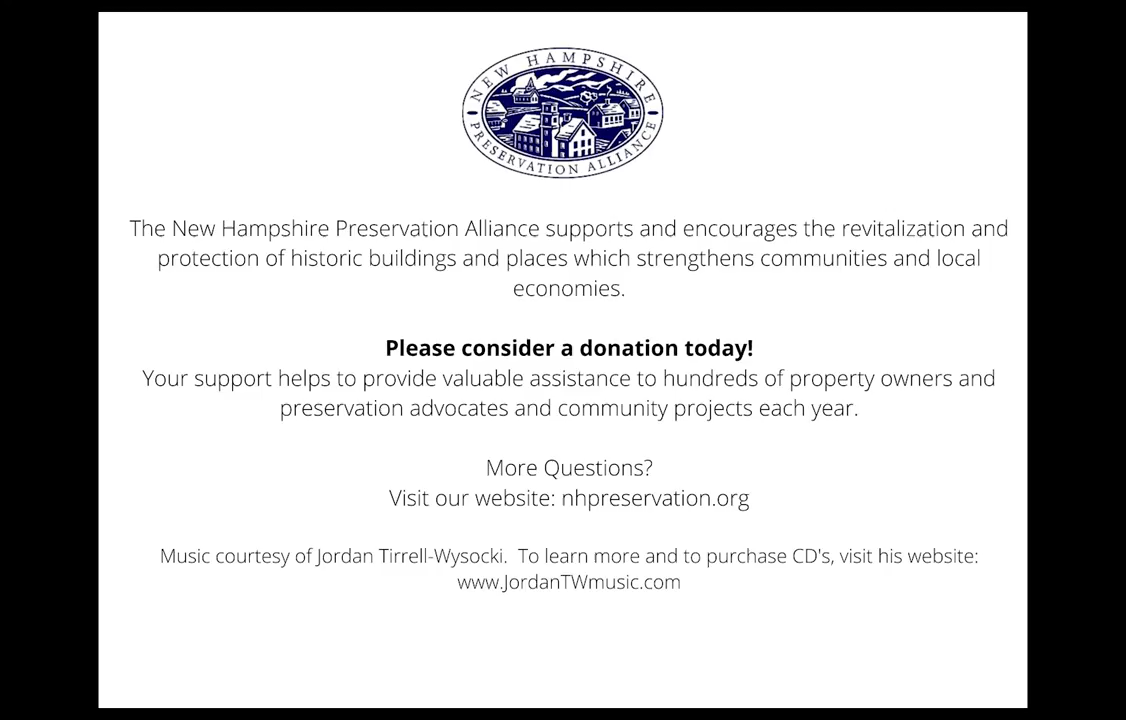 NEW HAMPSHIRE
PRESERVATION ALLIANCE
The New Hampshire Preservation Alliance supports and encourages the revitalization and
protection of historic buildings and places which strengthens communities and local
economies.
Please consider a donation today!
Your support helps to provide valuable assistance to hundreds of property owners and
preservation advocates and community projects each year.
More Questions?
Visit our website: nhpreservation.org
Music courtesy of Jordan Tirrell-Wysocki.  To learn more and to purchase CD's, visit his website:
www.JordanTWmusic.com